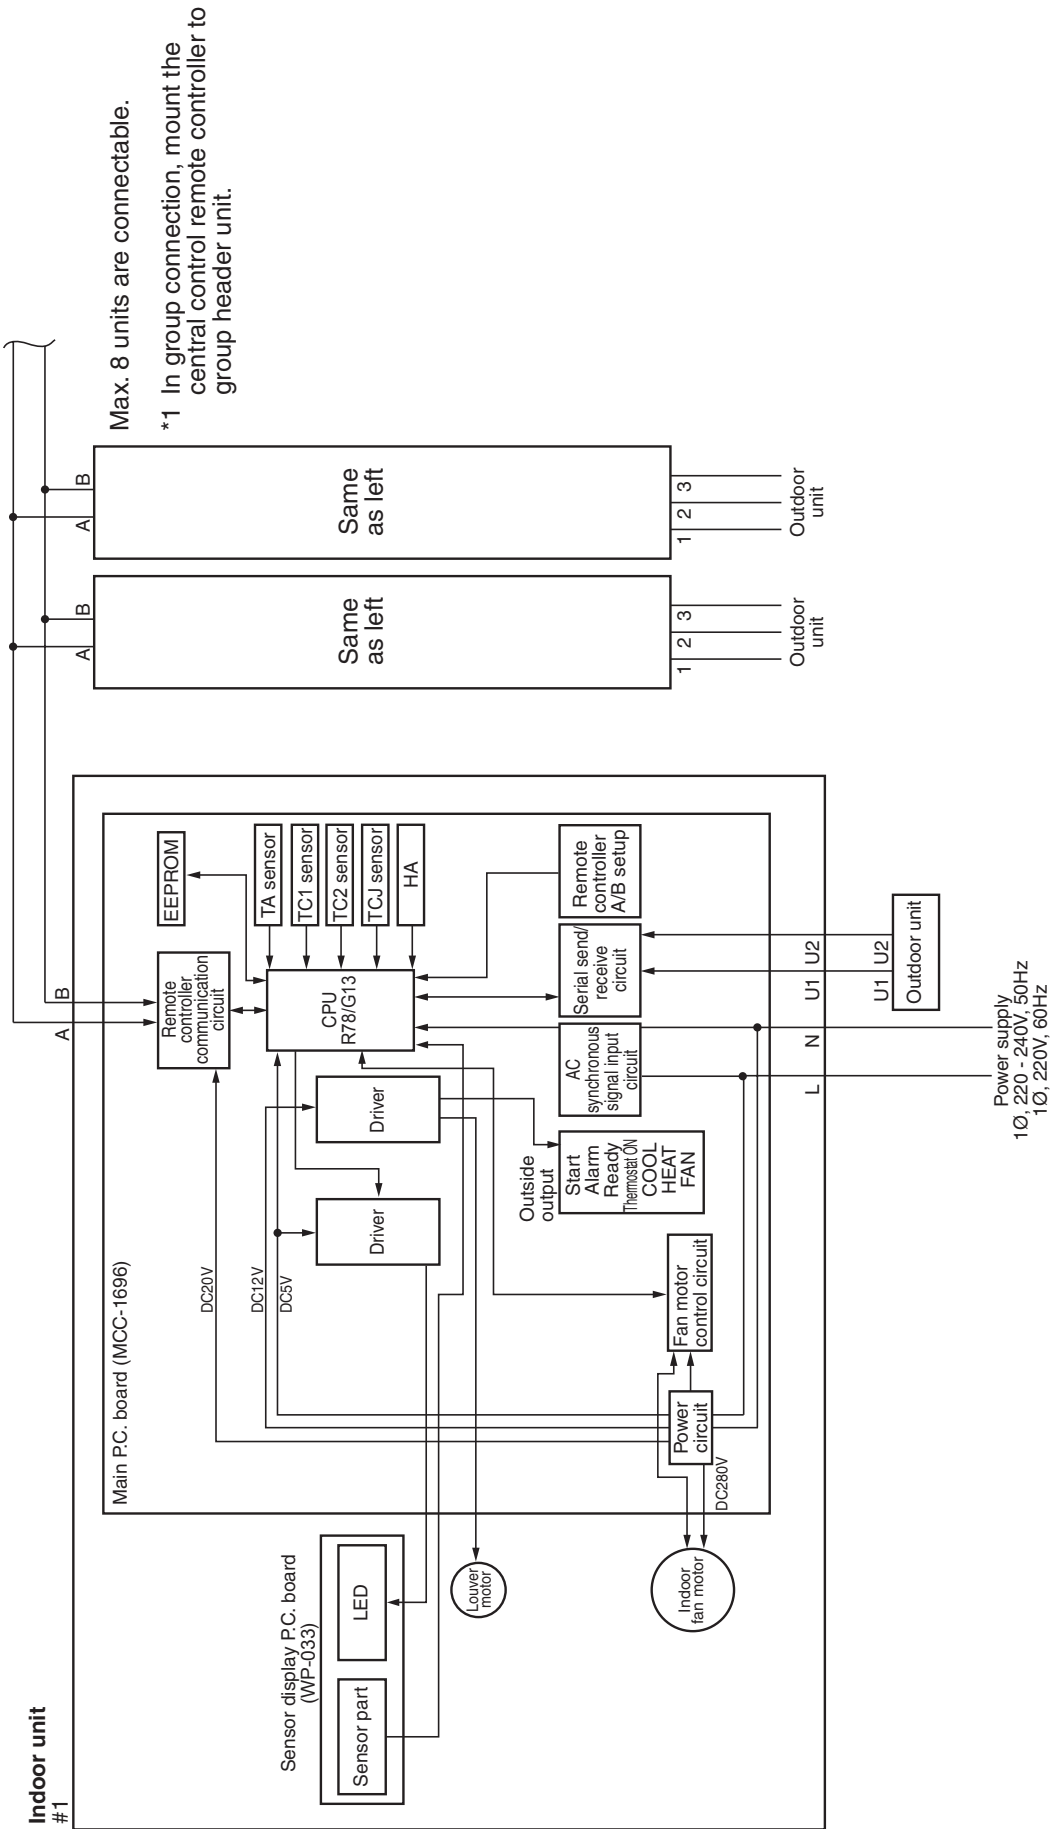 Indoor unit
#1
Sensor display P.C. board
(WP-033)
Sensor part
LED
Louver
motor
Indoor
fan motor
Main P.C. board (MCC-1696)
DC20V
DC12V
DC5V
DC280V
Power
circuit
Fan motor
control circuit
Driver
Driver
Outside
output
Start
Alarm
Ready
Thermostat ON
COOL
HEAT
FAN
A
B
Remote
controller
communication
circuit
CPU
R78/G13
AC
synchronous
signal input
circuit
Serial send/
receive
circuit
Remote
controller
A/B setup
EEPROM
TA sensor
TC1 sensor
TC2 sensor
TCJ sensor
HA
L
N
U1
U2
U1
U2
Outdoor unit
Power supply
1Ø, 220 - 240V, 50Hz
1Ø, 220V, 60Hz
A
B
Same
as left
1
2
3
Outdoor
unit
A
B
Same
as left
1
2
3
Outdoor
unit
Max. 8 units are connectable.
*1 In group connection, mount the
central control remote controller to
group header unit.